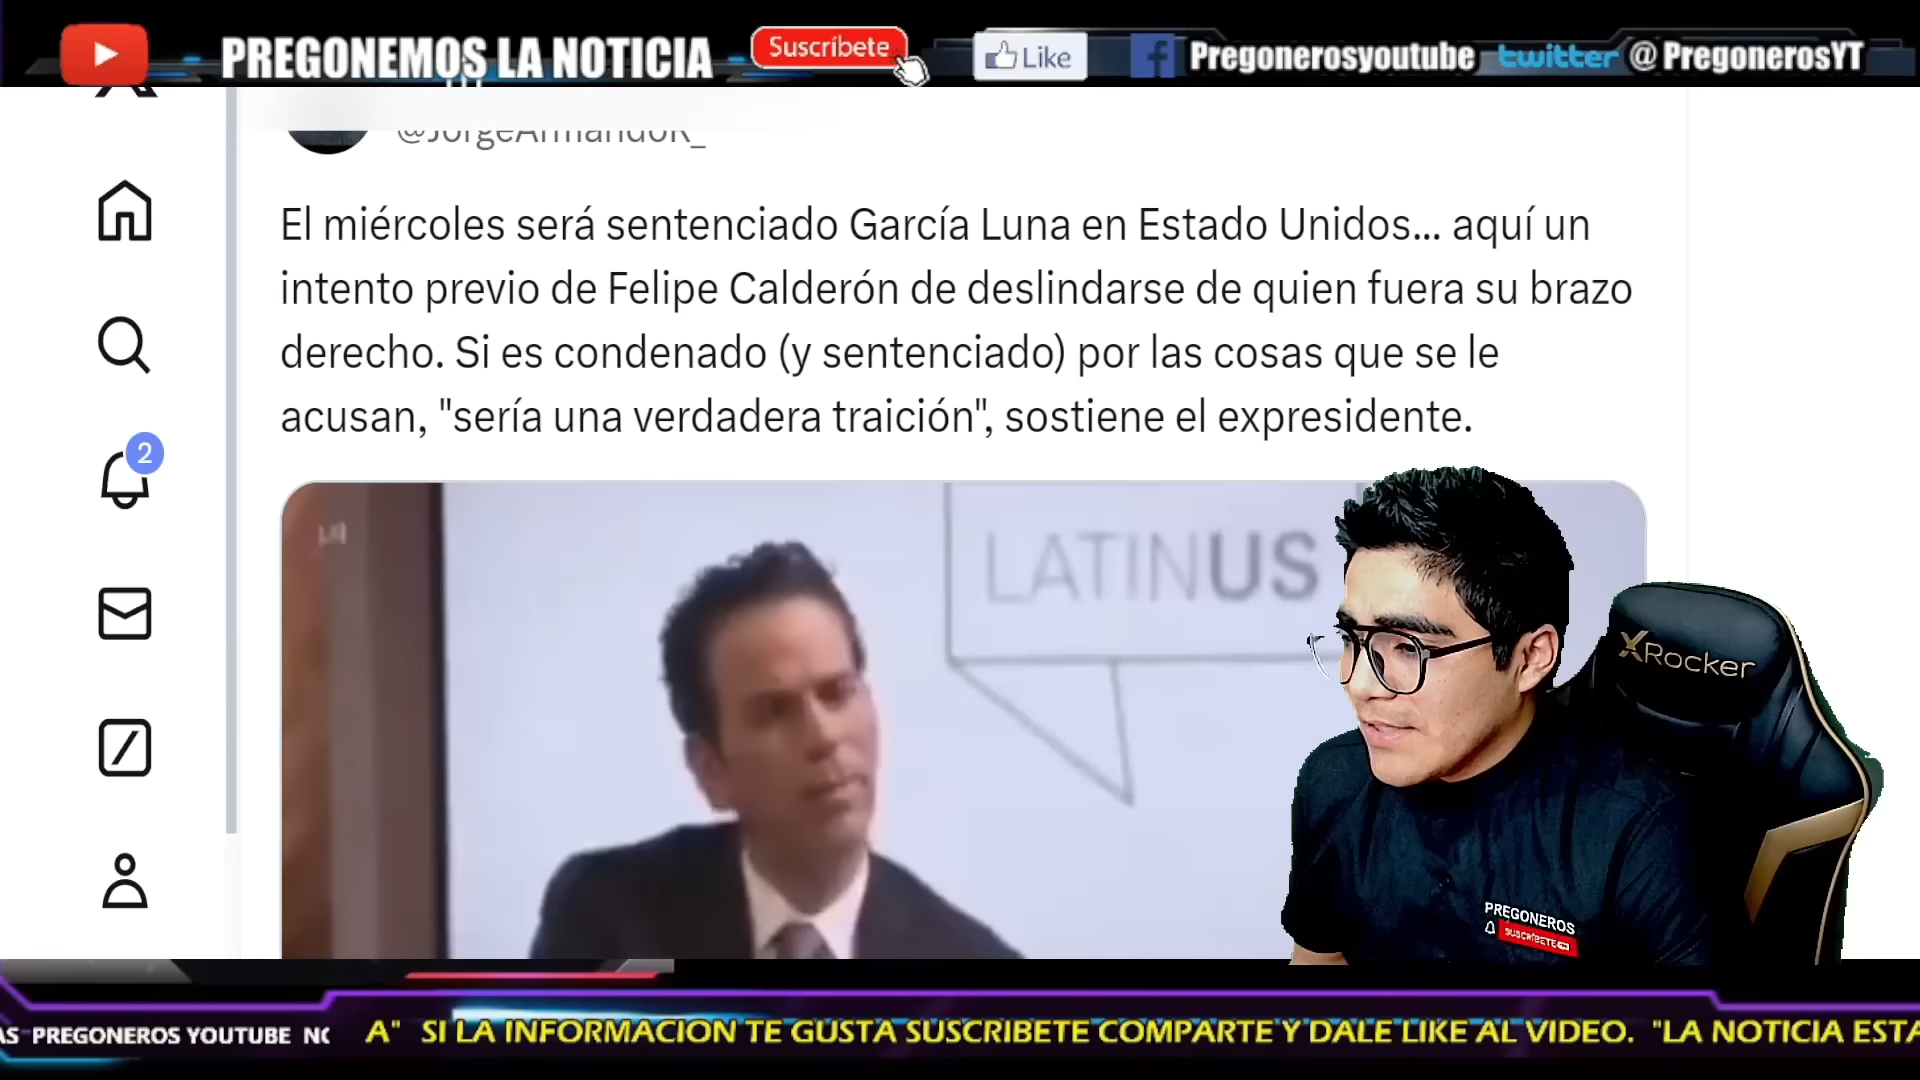 PREGONEMOS LA NOTICIA
Suscríbete
Like
Pregonerosyoutube
twitter @PregonerosYT
@JorgeArmandoR_
El miércoles será sentenciado García Luna en Estado Unidos... aquí un
intento previo de Felipe Calderón de deslindarse de quien fuera su brazo
derecho. Si es condenado (y sentenciado) por las cosas que se le
acusan, "sería una verdadera traición", sostiene el expresidente.
2
LATINUS
XRocker
PREGONEROS
SUSCRÍBETE
AS PREGONEROS YOUTUBE NO
A" SI LA INFORMACION TE GUSTA SUSCRIBETE COMPARTE Y DALE LIKE AL VIDEO. "LA NOTICIA ESTA